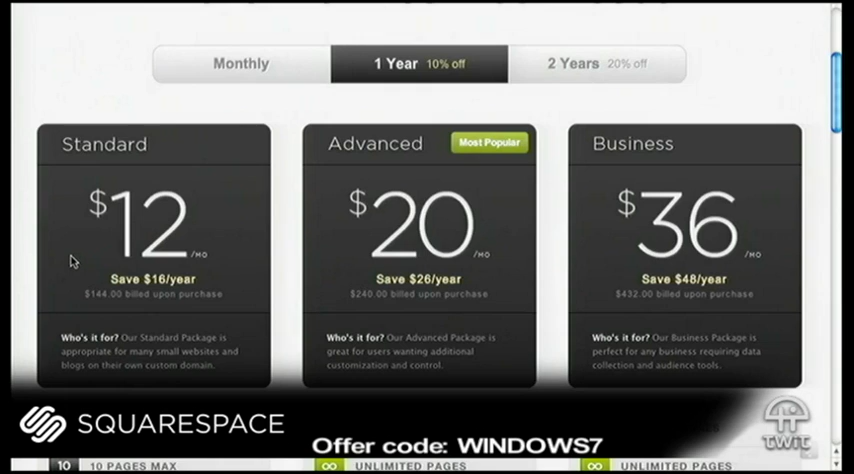 Monthly
1 Year 10% off
2 Years 20% off
Standard
$12 /MO
Save $16/year
$144.00 billed upon purchase
Who's it for? Our Standard Package is
appropriate for many small websites and
blogs on their own custom domain.
Advanced
Most Popular
$20 /MO
Save $26/year
$240.00 billed upon purchase
Who's it for? Our Advanced Package is
great for users wanting additional
customization and control.
Business
$36 /MO
Save $48/year
$432.00 billed upon purchase
Who's it for? Our Business Package is
perfect for any business requiring data
collection and audience tools.
SQUARESPACE
Offer code: WINDOWS7
TWiT
10 10 PAGES MAX
∞ UNLIMITED PAGES
∞ UNLIMITED PAGES